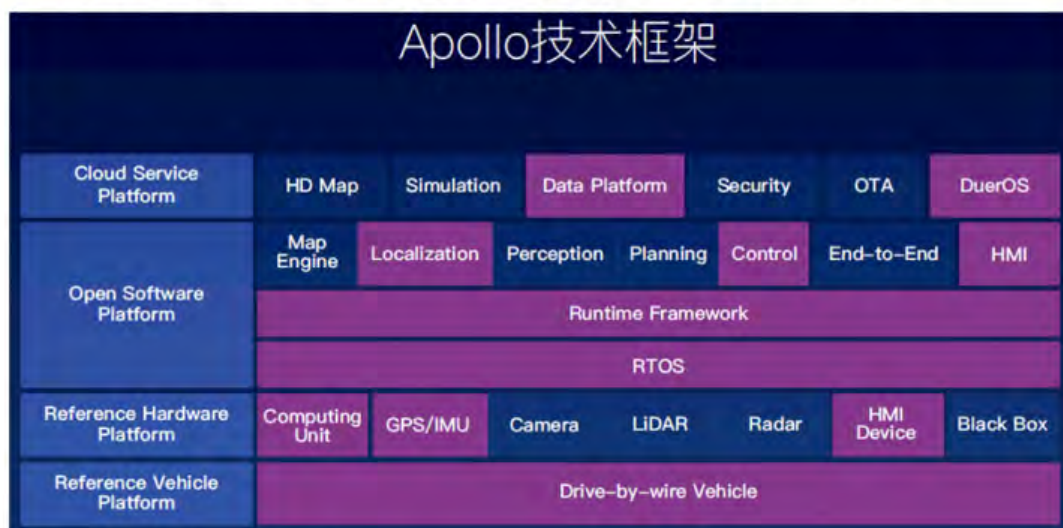 Apollo技术框架
Cloud Service
Platform
HD Map
Simulation
Data Platform
Security
OTA
DuerOS
Open Software
Platform
Map
Engine
Localization
Perception
Planning
Control
End-to-End
HMI
Runtime Framework
RTOS
Reference Hardware
Platform
Computing
Unit
GPS/IMU
Camera
LiDAR
Radar
HMI
Device
Black Box
Reference Vehicle
Platform
Drive-by-wire Vehicle